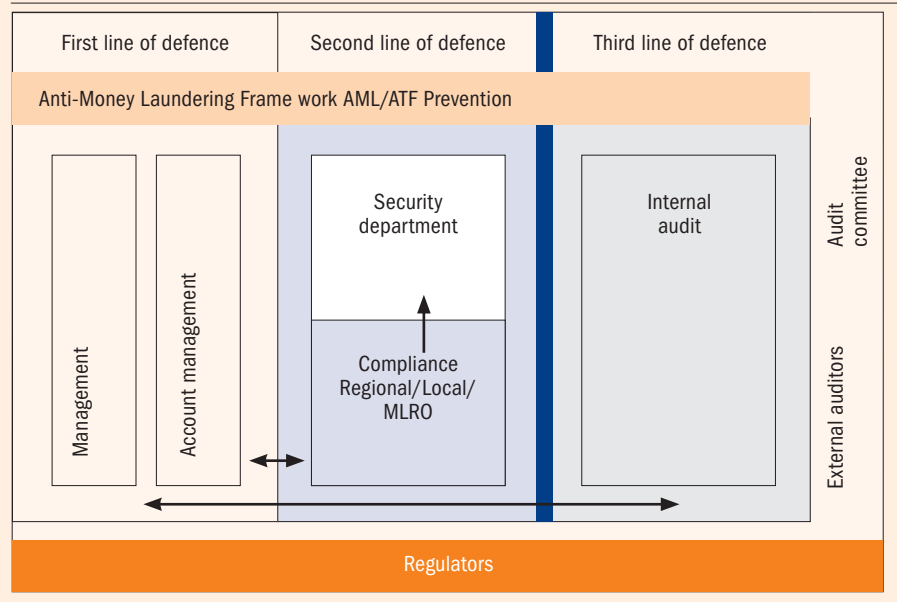 First line of defence
Second line of defence
Third line of defence
Anti-Money Laundering Frame work AML/ATF Prevention
Management
Account management
Security
department
Compliance
Regional/Local/
MLRO
Internal
audit
Audit
committee
External auditors
Regulators